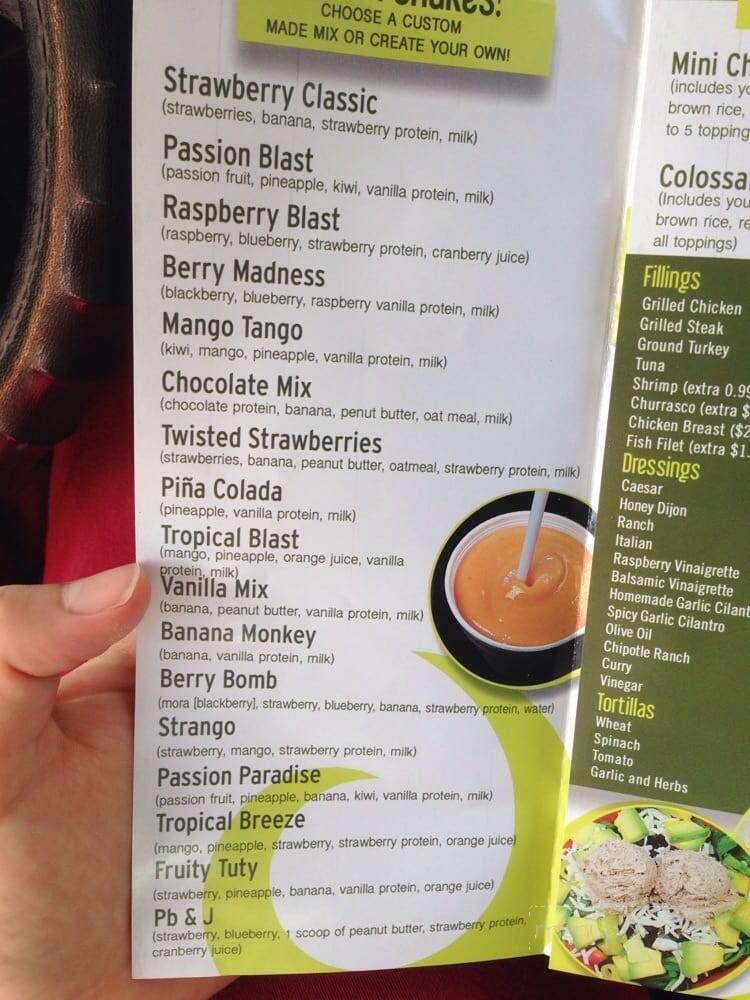 CHOOSE A CUSTOM
MADE MIX OR CREATE YOUR OWN!
Strawberry Classic
(strawberries, banana, strawberry protein, milk)
Passion Blast
(passion fruit, pineapple, kiwi, vanilla protein, milk)
Raspberry Blast
(raspberry, blueberry, strawberry protein, cranberry juice)
Berry Madness
(blackberry, blueberry, raspberry vanilla protein, milk)
Mango Tango
(kiwi, mango, pineapple, vanilla protein, milk)
Chocolate Mix
(chocolate protein, banana, penut butter, oat meal, milk)
Twisted Strawberries
(strawberries, banana, peanut butter, oatmeal, strawberry protein, milk)
Piña Colada
(pineapple, vanilla protein, milk)
Tropical Blast
(mango, pineapple, orange juice, vanilla
protein, milk)
Vanilla Mix
(banana, peanut butter, vanilla protein, milk)
Banana Monkey
(banana, vanilla protein, milk)
Berry Bomb
(mora [blackberry], strawberry, blueberry, banana, strawberry protein, water)
Strango
(strawberry, mango, strawberry protein, milk)
Passion Paradise
(passion fruit, pineapple, banana, kiwi, vanilla protein, milk)
Tropical Breeze
(mango, pineapple, strawberry, strawberry protein, orange juice)
Fruity Tuty
(strawberry, pineapple, banana, vanilla protein, orange juice)
Pb & J
(strawberry, blueberry, 1 scoop of peanut butter, strawberry protein,
cranberry juice)
Mini
(includes
brown rice,
to 5 topping
(Includes you
brown rice,
all toppings)
Fillings
Grilled Chicken
Grilled Steak
Ground Turkey
Tuna
Shrimp (extra 0.99
Churrasco (extra $
Chicken Breast ($2
Fish Filet (extra $1.
Dressings
Caesar
Honey Dijon
Ranch
Italian
Raspberry Vinaigrette
Balsamic Vinaigrette
Homemade Garlic Cilant
Spicy Garlic Cilantro
Olive Oil
Chipotle Ranch
Curry
Vinegar
Tortillas
Wheat
Spinach
Tomato
Garlic and Herbs